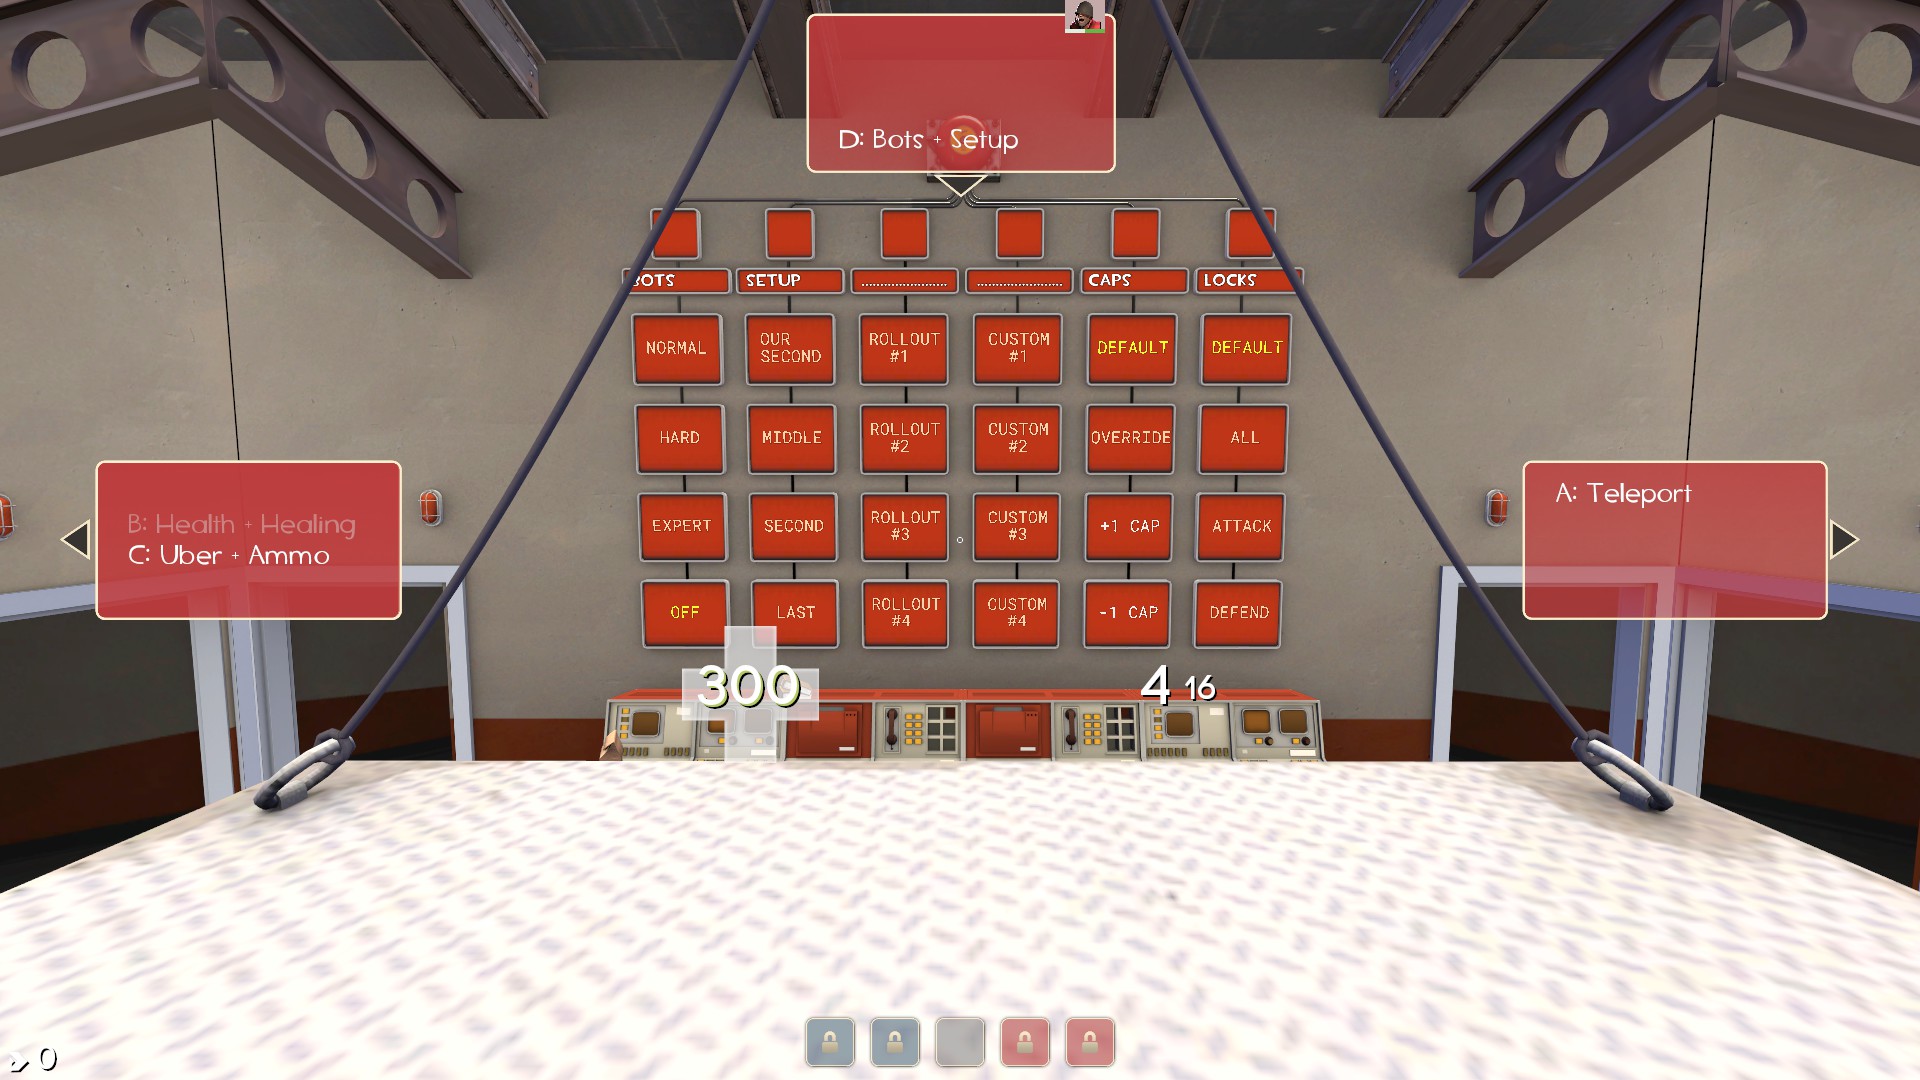 D: Bots + Setup
BOTS
SETUP
......................
......................
CAPS
LOCKS
NORMAL
OUR
SECOND
ROLLOUT
#1
CUSTOM
#1
DEFAULT
DEFAULT
HARD
MIDDLE
ROLLOUT
#2
CUSTOM
#2
OVERRIDE
ALL
B: Health + Healing
C: Uber + Ammo
A: Teleport
EXPERT
SECOND
ROLLOUT
#3
CUSTOM
#3
+1 CAP
ATTACK
OFF
LAST
ROLLOUT
#4
CUSTOM
#4
-1 CAP
DEFEND
300
4 16
0